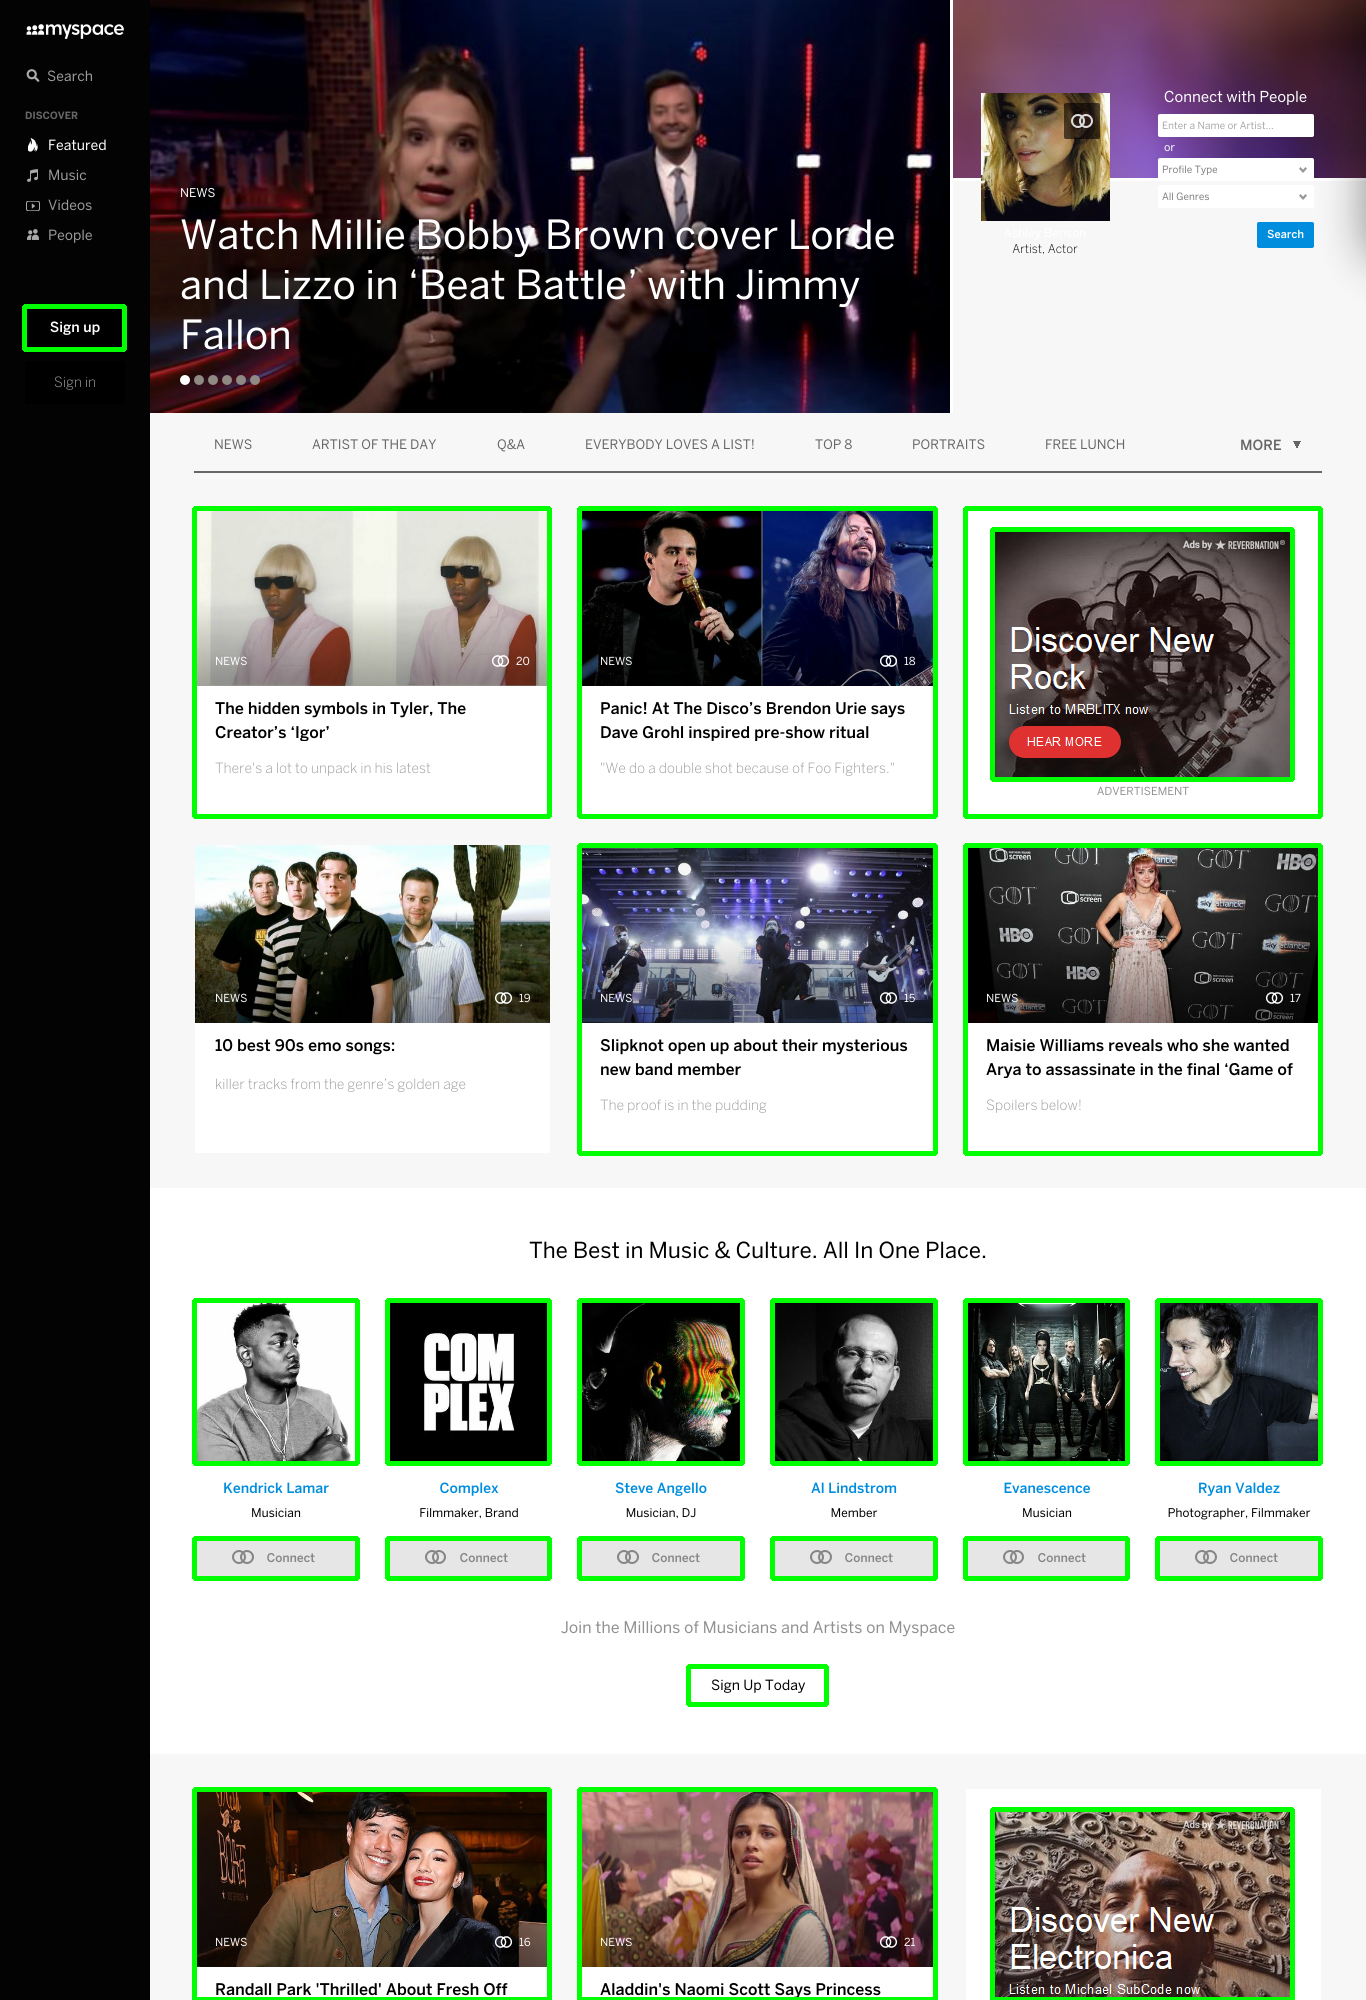 myspace
Search
DISCOVER
Featured
Music
Videos
People
Sign up
Sign in
NEWS
Watch Millie Bobby Brown cover Lorde
and Lizzo in ‘Beat Battle’ with Jimmy
Fallon
Artist, Actor
Connect with People
Enter a Name or Artist...
or
Profile Type
All Genres
Search
NEWS
ARTIST OF THE DAY
Q&A
EVERYBODY LOVES A LIST!
TOP 8
PORTRAITS
FREE LUNCH
MORE
NEWS
20
The hidden symbols in Tyler, The
Creator’s ‘Igor’
There's a lot to unpack in his latest
NEWS
18
Panic! At The Disco’s Brendon Urie says
Dave Grohl inspired pre-show ritual
"We do a double shot because of Foo Fighters."
Ads by REVERBNATION
Discover New
Rock
Listen to MRBLITX now
HEAR MORE
ADVERTISEMENT
NEWS
19
10 best 90s emo songs:
killer tracks from the genre's golden age
NEWS
15
Slipknot open up about their mysterious
new band member
The proof is in the pudding
GOT
HBO
screen
sky atlantic
NEWS
17
Maisie Williams reveals who she wanted
Arya to assassinate in the final ‘Game of
Spoilers below!
The Best in Music & Culture. All In One Place.
COM
PLEX
Kendrick Lamar
Musician
Connect
Complex
Filmmaker, Brand
Connect
Steve Angello
Musician, DJ
Connect
Al Lindstrom
Member
Connect
Evanescence
Musician
Connect
Ryan Valdez
Photographer, Filmmaker
Connect
Join the Millions of Musicians and Artists on Myspace
Sign Up Today
NEWS
16
Randall Park 'Thrilled' About Fresh Off
NEWS
21
Aladdin's Naomi Scott Says Princess
Ads by REVERBNATION
Discover New
Electronica
Listen to Michael SubCode now